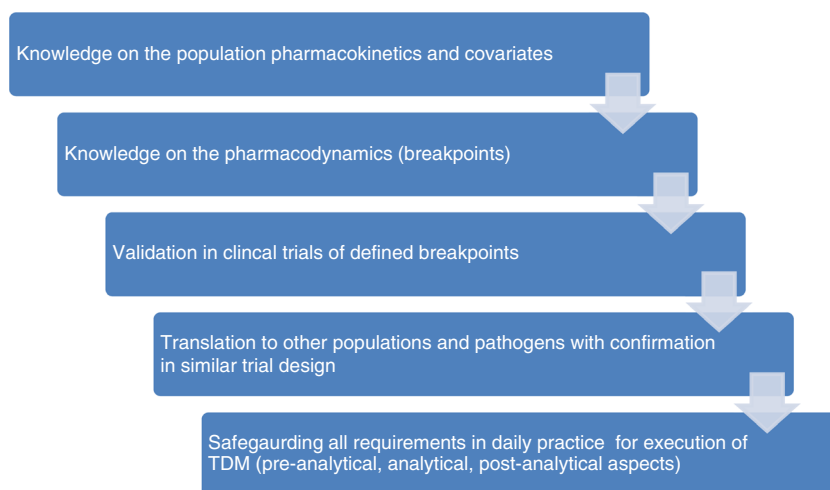 Knowledge on the population pharmacokinetics and covariates
Knowledge on the pharmacodynamics (breakpoints)
Validation in clincal trials of defined breakpoints
Translation to other populations and pathogens with confirmation
in similar trial design
Safegaurding all requirements in daily practice for execution of
TDM (pre-analytical, analytical, post-analytical aspects)